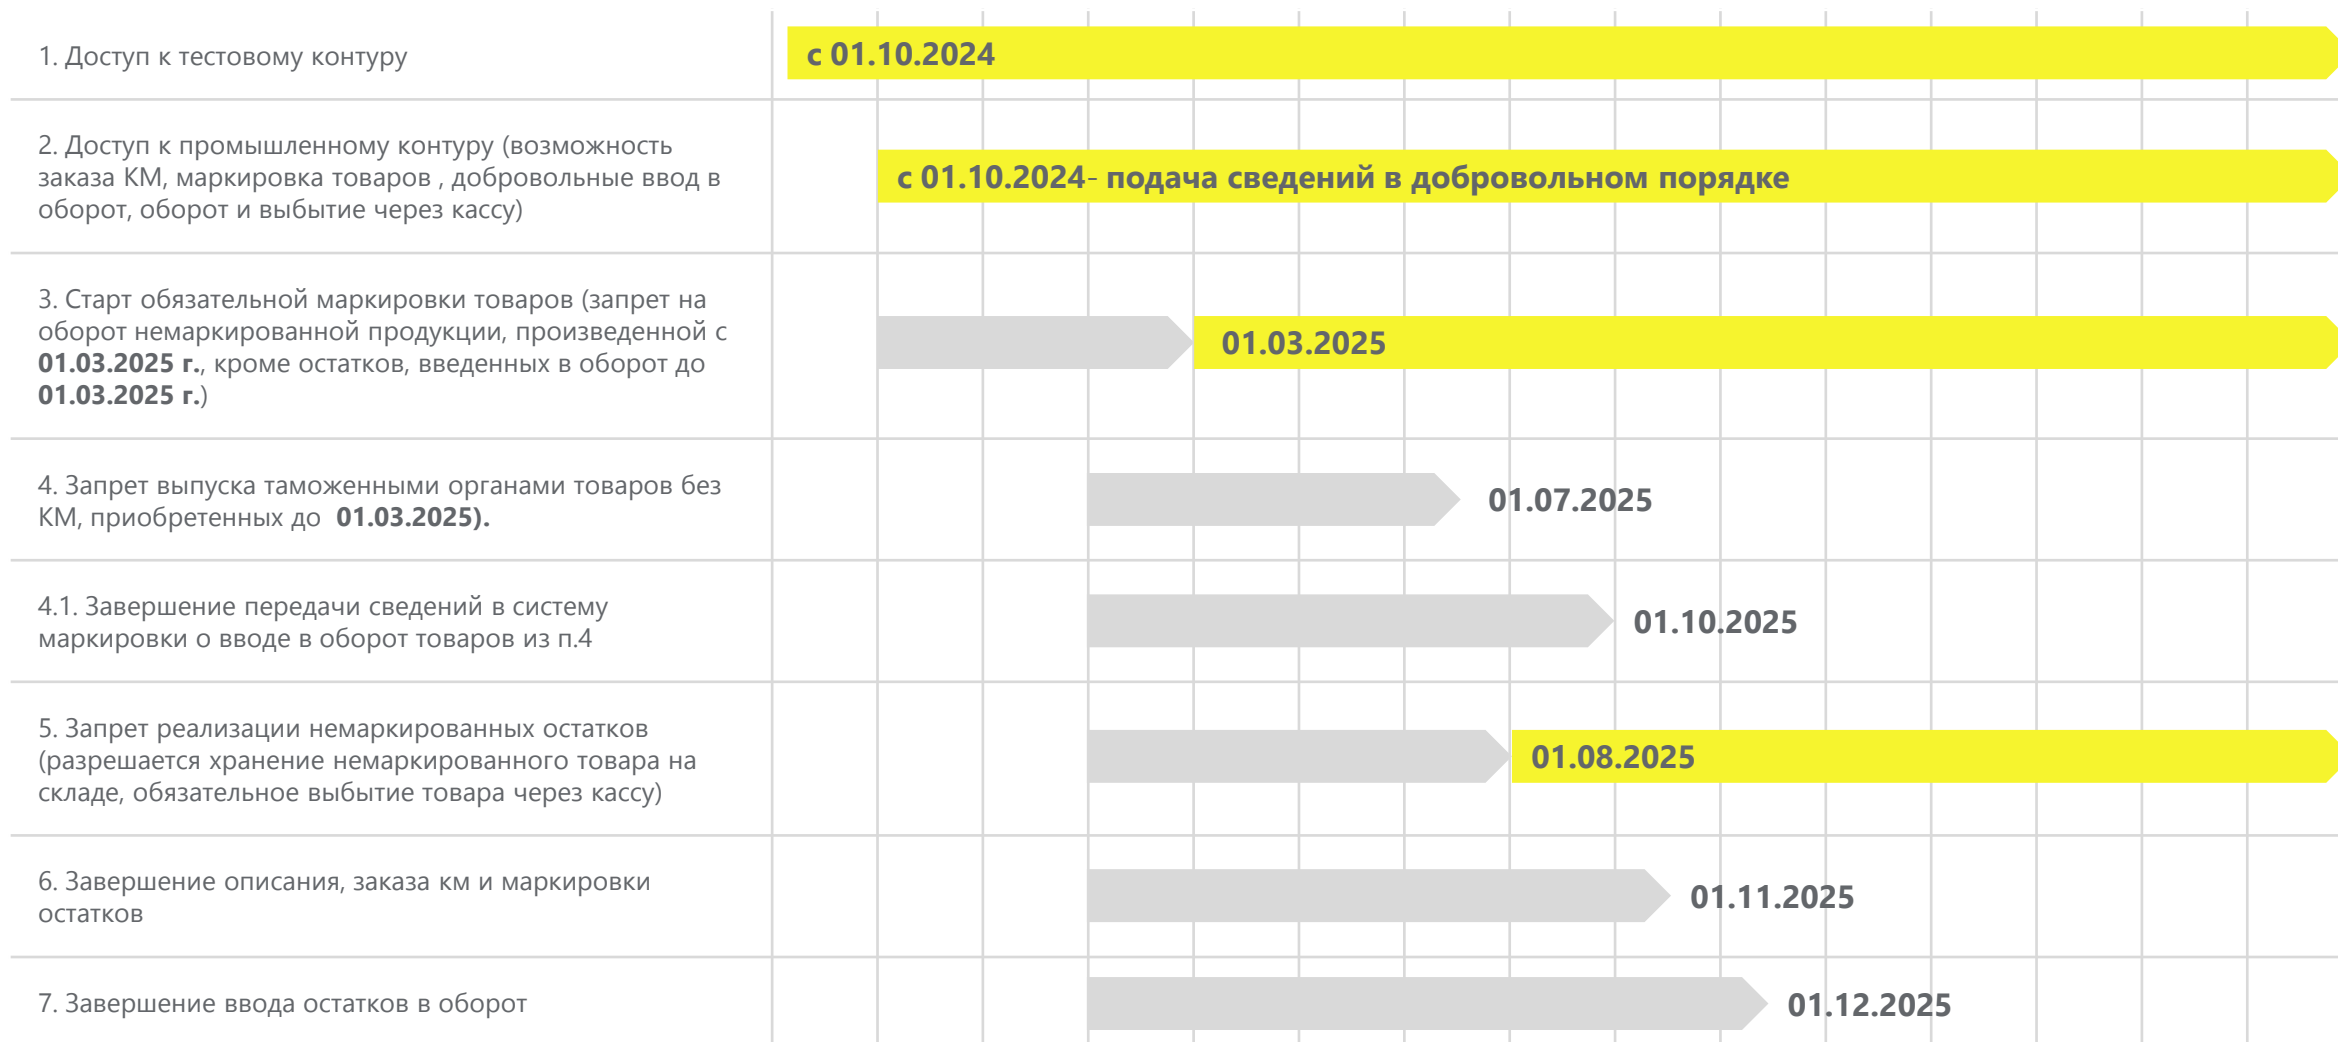 1. Доступ к тестовому контуру
с 01.10.2024
2. Доступ к промышленному контуру (возможность
заказа КМ, маркировка товаров , добровольные ввод в
оборот, оборот и выбытие через кассу)
с 01.10.2024- подача сведений в добровольном порядке
3. Старт обязательной маркировки товаров (запрет на
оборот немаркированной продукции, произведенной с
01.03.2025 г., кроме остатков, введенных в оборот до
01.03.2025 г.)
01.03.2025
4. Запрет выпуска таможенными органами товаров без
КМ, приобретенных до 01.03.2025).
01.07.2025
4.1. Завершение передачи сведений в систему
маркировки о вводе в оборот товаров из п.4
01.10.2025
5. Запрет реализации немаркированных остатков
(разрешается хранение немаркированного товара на
складе, обязательное выбытие товара через кассу)
01.08.2025
6. Завершение описания, заказа км и маркировки
остатков
01.11.2025
7. Завершение ввода остатков в оборот
01.12.2025